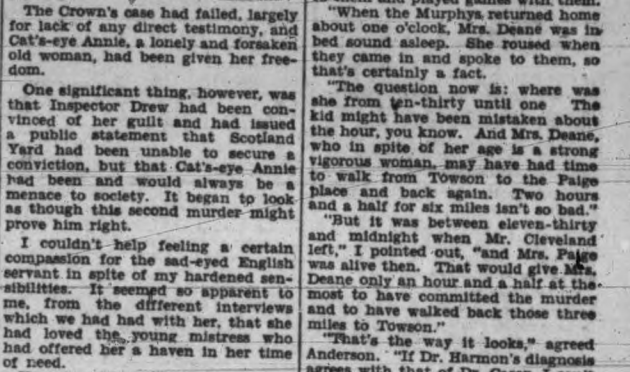 The Crown's case had failed, largely
for lack of any direct testimony, and
Cat's-eye Annie, a lonely and forsaken
old woman, had been given her free-
dom.
One significant thing, however, was
that Inspector Drew had been con-
vinced of her guilt and had issued
a public statement that Scotland
Yard had been unable to secure a
conviction, but that Cat's-eye Annie
had been and would always be a
menace to society. It began to look
as though this second murder might
prove him right.
I couldn't help feeling a certain
compassion for the sad-eyed English
servant in spite of my hardened sen-
sibilities. It seemed so apparent to
me, from the different interviews
which we had had with her, that she
had loved the young mistress who
had offered her a haven in her time
of need.
and played games with them.
"When the Murphys returned home
about one o'clock, Mrs. Deane was in
bed sound asleep. She roused when
they came in and spoke to them, so
that's certainly a fact.
"The question now is: where was
she from ten-thirty until one The
kid might have been mistaken about
the hour, you know. And Mrs. Deane,
who in spite of her age is a strong
vigorous woman, may have had time
to walk from Towson to the Paige
place and back again. Two hours
and a half for six miles isn't so bad."
"But it was between eleven-thirty
and midnight when Mr. Cleveland
left," I pointed out, "and Mrs. Paige
was alive then. That would give Mrs.
Deane only an hour and a half at the
most to have committed the murder
and to have walked back those three
miles to Towson."
"That's the way it looks," agreed
Anderson. "If Dr. Harmon's diagnosis
agrees with that of Dr.